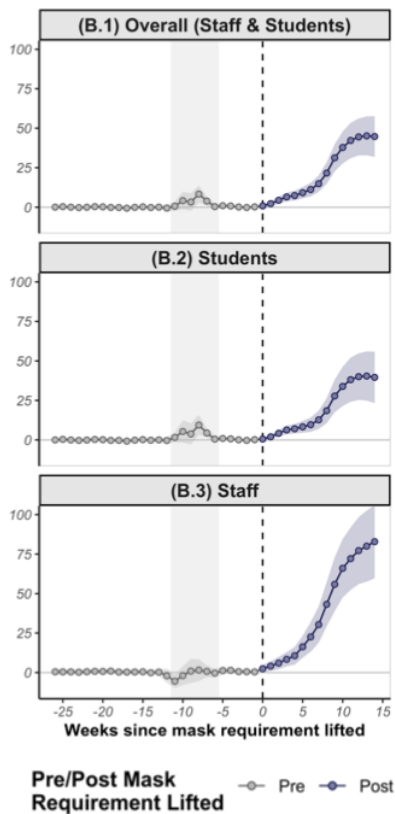 (B.1) Overall (Staff & Students)
100
75
50
25
0
(B.2) Students
100
75
50
25
0
(B.3) Staff
100
75
50
25
0
-25 -20 -15 -10 -5 0 5 10 15
Weeks since mask requirement lifted
Pre/Post Mask
Requirement Lifted
Pre Post